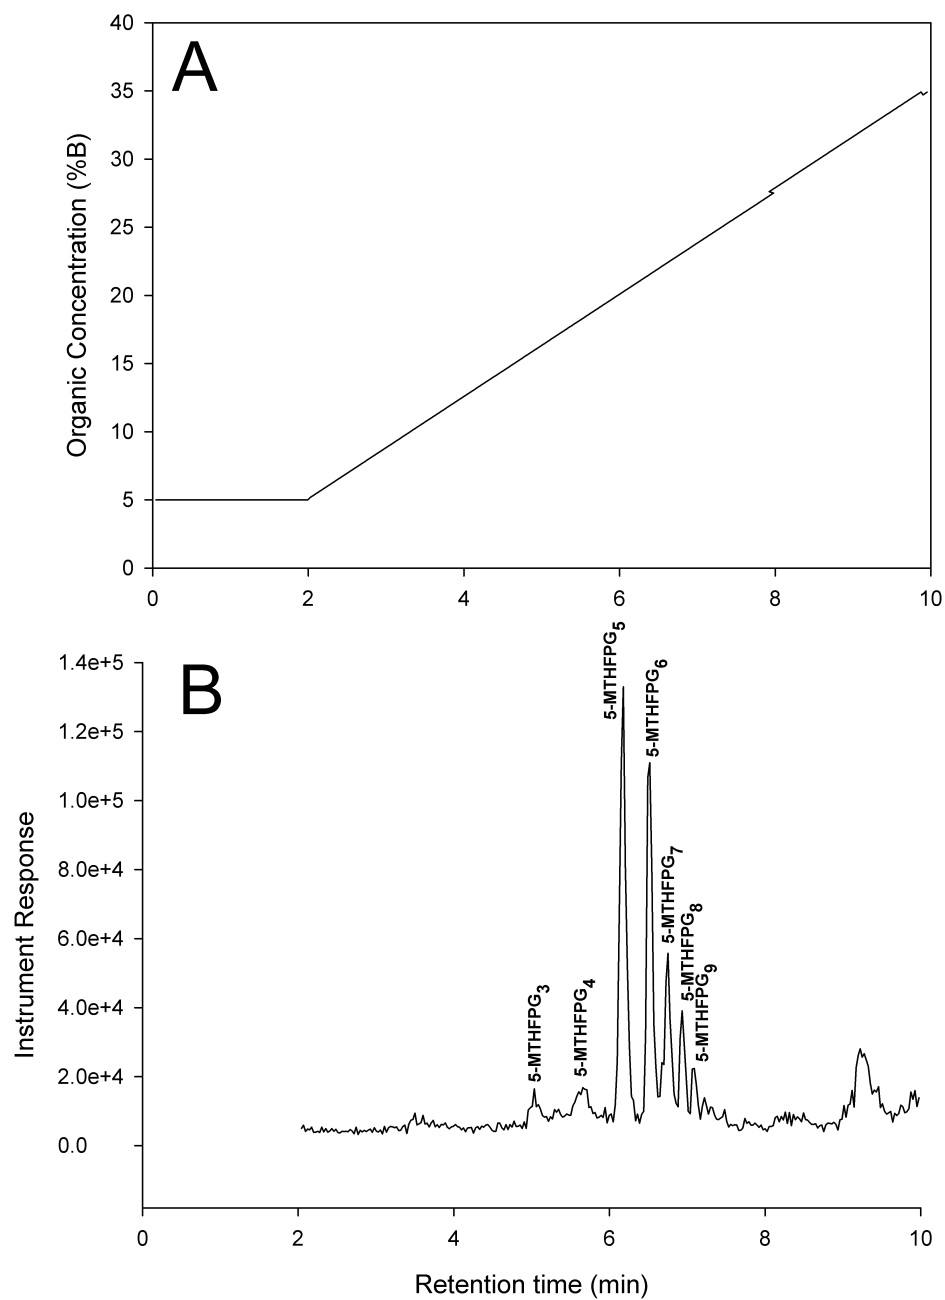 A
Organic Concentration (%B)
40
35
30
25
20
15
10
5
0
0 2 4 6 8 10
B
Instrument Response
1.4e+5
1.2e+5
1.0e+5
8.0e+4
6.0e+4
4.0e+4
2.0e+4
0.0
5-MTHFPG3
5-MTHFPG4
5-MTHFPG5
5-MTHFPG6
5-MTHFPG7
5-MTHFPG8
5-MTHFPG9
0 2 4 6 8 10
Retention time (min)